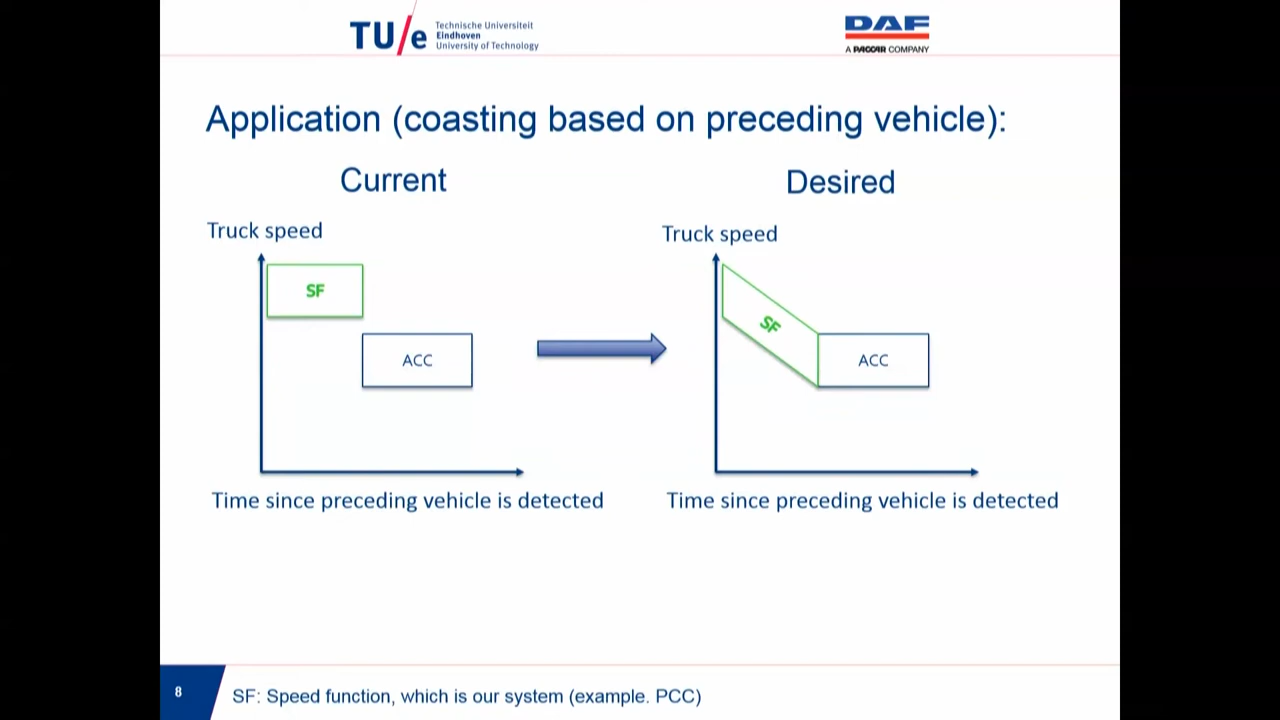 TU/e
Technische Universiteit
Eindhoven
University of Technology
DAF
A PACCAR COMPANY
Application (coasting based on preceding vehicle):
Current
Desired
Truck speed
SF
ACC
Time since preceding vehicle is detected
Truck speed
SF
ACC
Time since preceding vehicle is detected
8
SF: Speed function, which is our system (example. PCC)